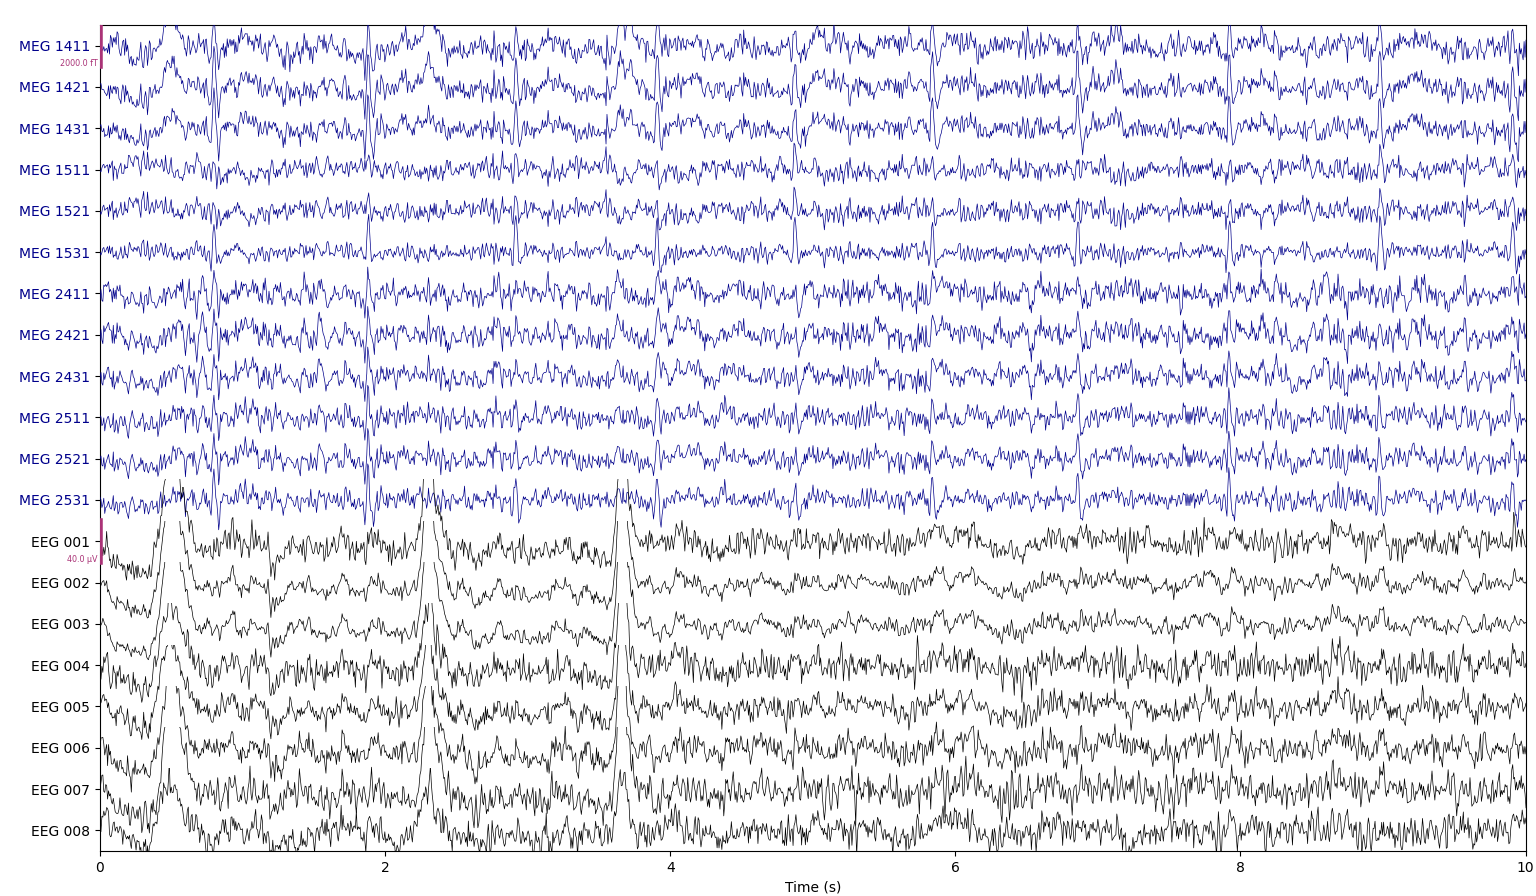 MEG 1411
2000.0 fT
MEG 1421
MEG 1431
MEG 1511
MEG 1521
MEG 1531
MEG 2411
MEG 2421
MEG 2431
MEG 2511
MEG 2521
MEG 2531
EEG 001
40.0 µV
EEG 002
EEG 003
EEG 004
EEG 005
EEG 006
EEG 007
EEG 008
0 2 4 6 8 10
Time (s)